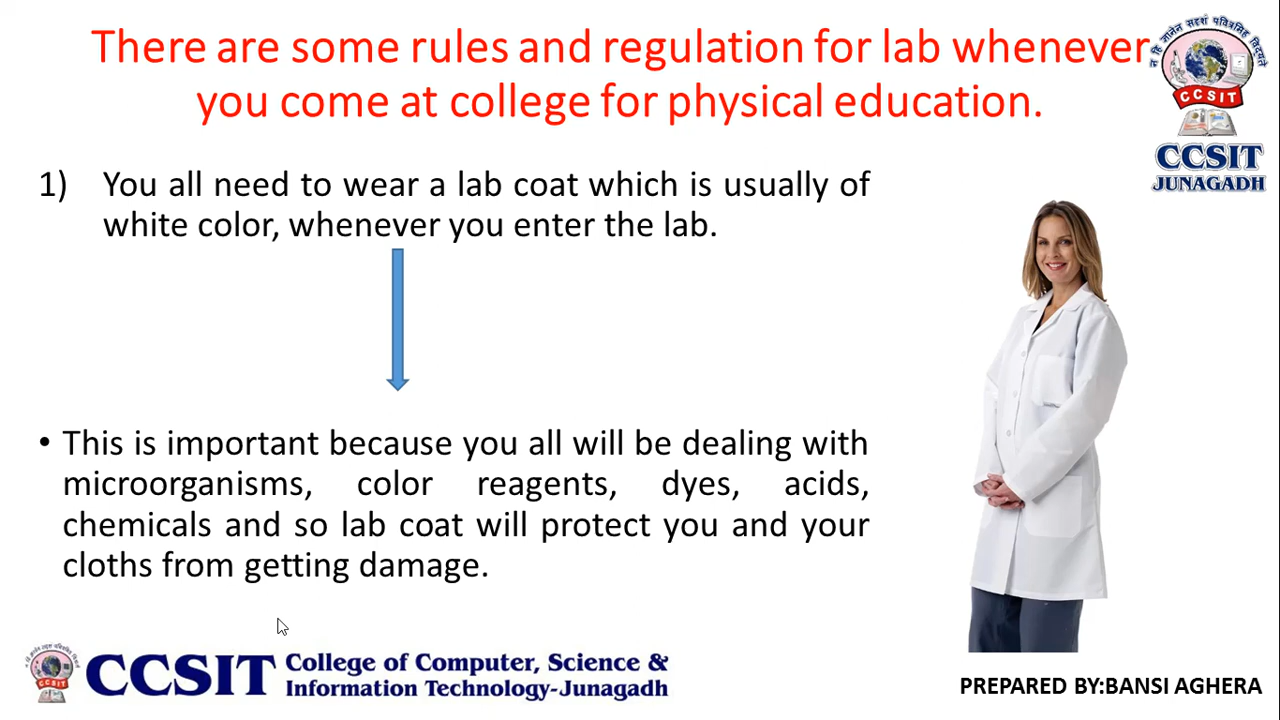 There are some rules and regulation for lab whenever
you come at college for physical education.
न हि ज्ञानेन सदृशं पवित्रमिह विद्यते
CCSIT
CCSIT
JUNAGADH
1) You all need to wear a lab coat which is usually of
white color, whenever you enter the lab.
• This is important because you all will be dealing with
microorganisms, color reagents, dyes, acids,
chemicals and so lab coat will protect you and your
cloths from getting damage.
CCSIT
College of Computer, Science &
Information Technology-Junagadh
PREPARED BY:BANSI AGHERA